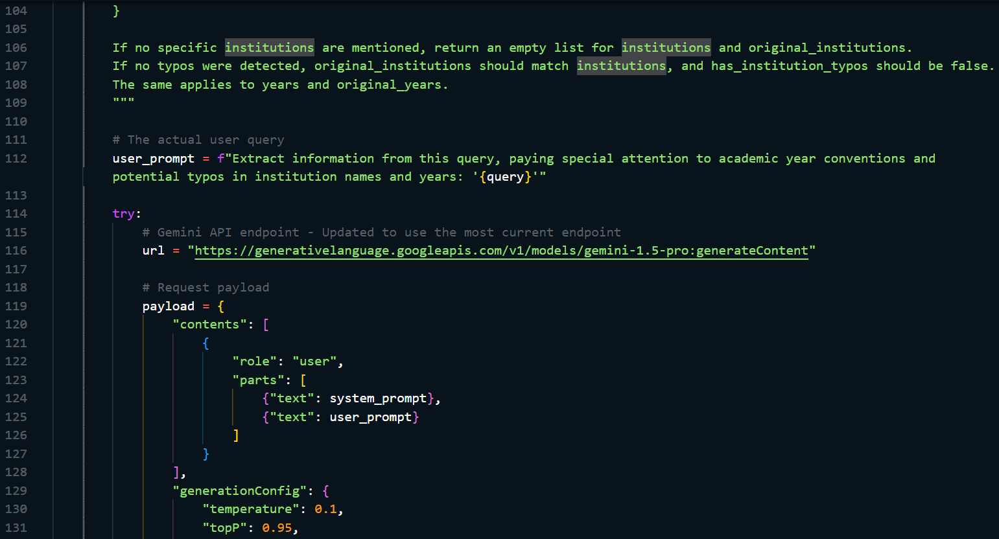 104 }
105
106 If no specific institutions are mentioned, return an empty list for institutions and original_institutions.
107 If no typos were detected, original_institutions should match institutions, and has_institution_typos should be false.
108 The same applies to years and original_years.
109 """
110
111 # The actual user query
112 user_prompt = f"Extract information from this query, paying special attention to academic year conventions and
potential typos in institution names and years: '{query}'"
113
114 try:
115 # Gemini API endpoint - Updated to use the most current endpoint
116 url = "https://generativelanguage.googleapis.com/v1/models/gemini-1.5-pro:generateContent"
117
118 # Request payload
119 payload = {
120 "contents": [
121 {
122 "role": "user",
123 "parts": [
124 {"text": system_prompt},
125 {"text": user_prompt}
126 ]
127 }
128 ],
129 "generationConfig": {
130 "temperature": 0.1,
131 "topP": 0.95,